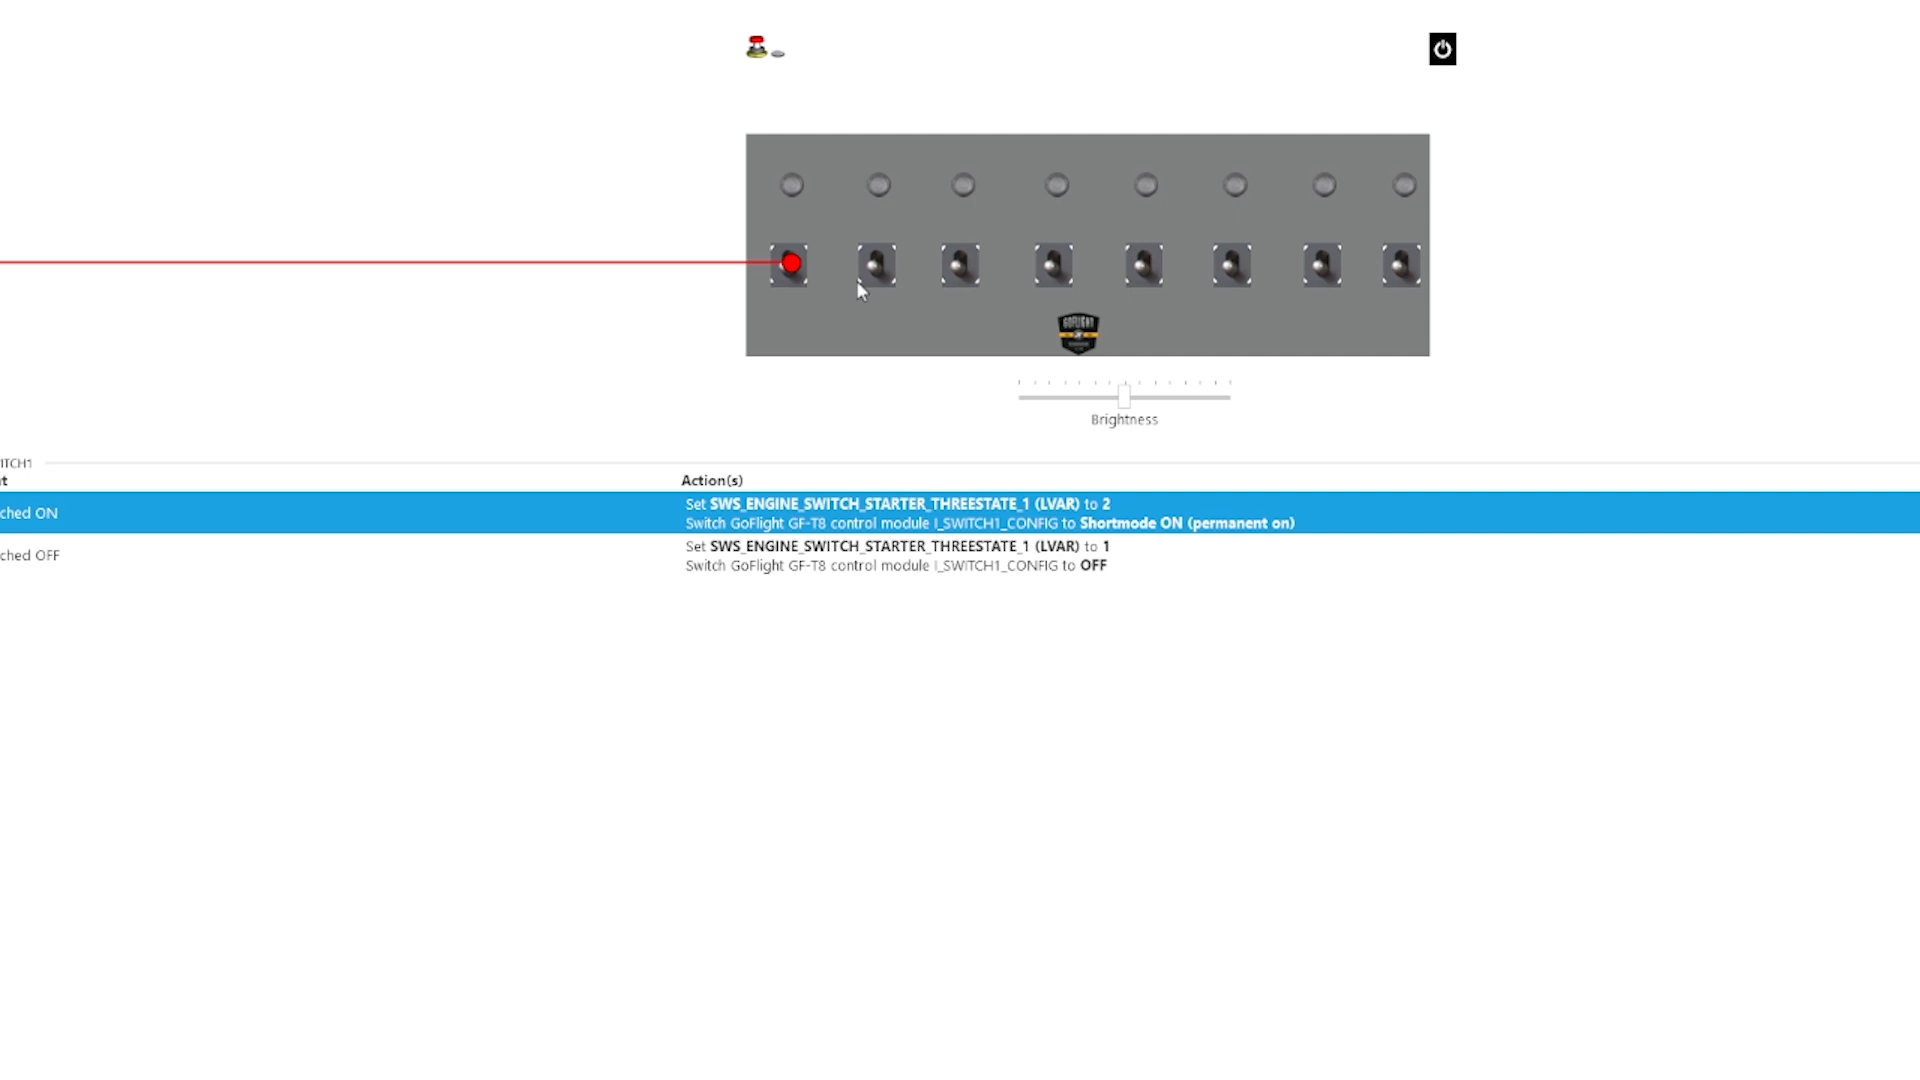 GOFLIGHT
Brightness
ITCH1
t
Action(s)
ched ON
Set SWS_ENGINE_SWITCH_STARTER_THREESTATE_1 (LVAR) to 2
Switch GoFlight GF-T8 control module I_SWITCH1_CONFIG to Shortmode ON (permanent on)
ched OFF
Set SWS_ENGINE_SWITCH_STARTER_THREESTATE_1 (LVAR) to 1
Switch GoFlight GF-T8 control module I_SWITCH1_CONFIG to OFF